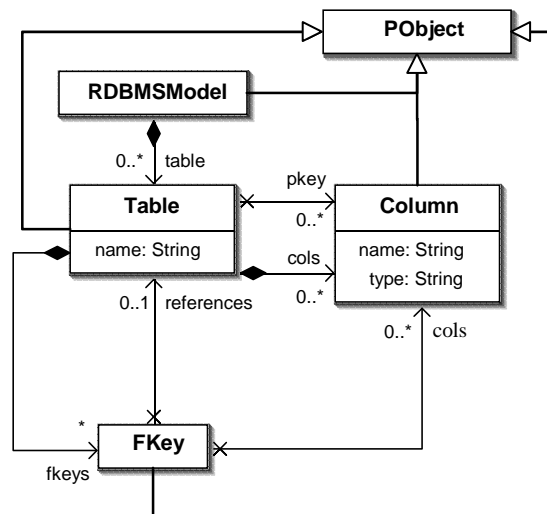 PObject
RDBMSModel
0..* table
Table
name: String
pkey
0..*
Column
name: String
type: String
cols
0..*
0..1 references
0..* cols
*
fkeys
FKey